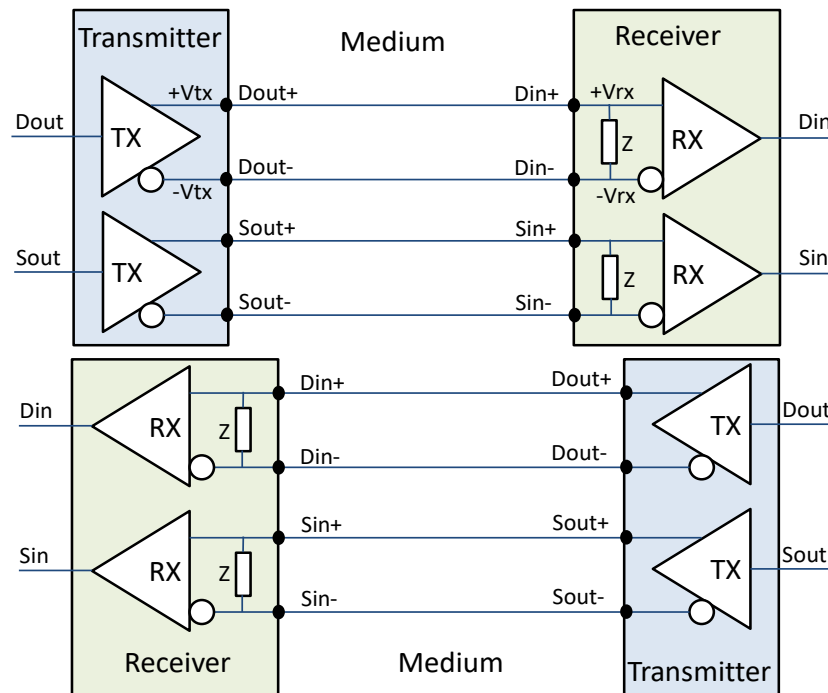 Transmitter
Medium
Receiver
+Vtx
Dout+
Din+
+Vrx
Dout
TX
Z
RX
Din
-Vtx
Dout-
Din-
-Vrx
Sout+
Sin+
Sout
TX
Z
RX
Sin
Sout-
Sin-
Din+
Dout+
Din
RX
Z
TX
Dout
Din-
Dout-
Sin+
Sout+
Sin
RX
Z
TX
Sout
Sin-
Sout-
Receiver
Medium
Transmitter